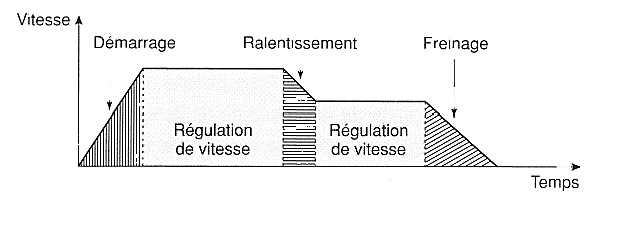 Vitesse
Démarrage
Ralentissement
Freinage
Régulation
de vitesse
Régulation
de vitesse
Temps